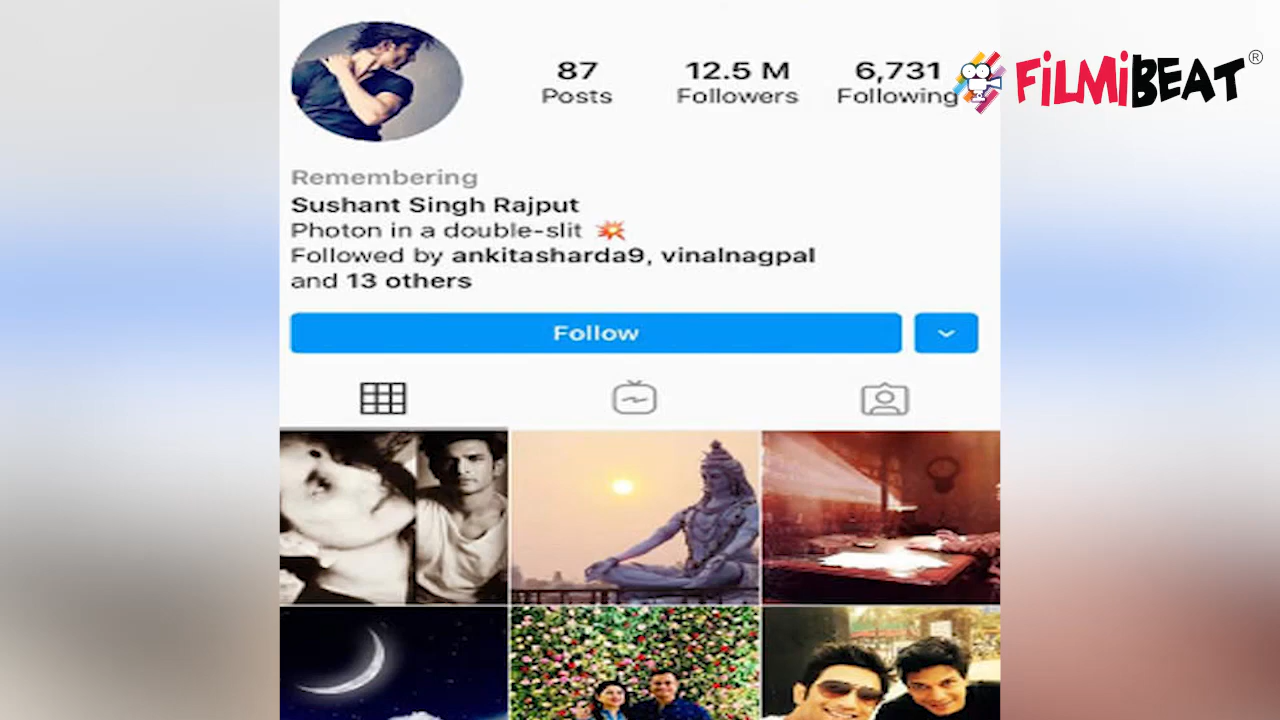 87
Posts
12.5 M
Followers
6,731
Following
FiLMiBEAT®
Remembering
Sushant Singh Rajput
Photon in a double-slit 💥
Followed by ankitasharda9, vinalnagpal
and 13 others
Follow